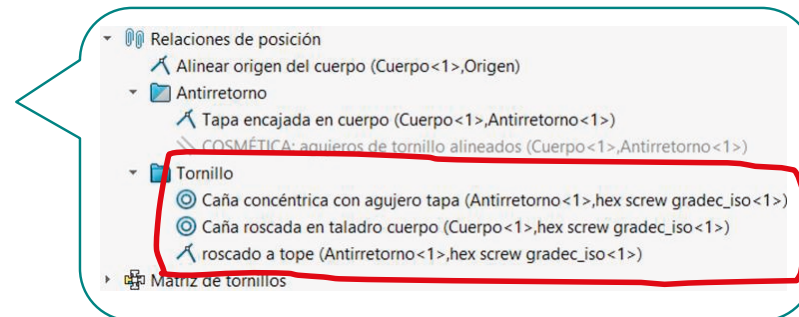 Relaciones de posición
Alinear origen del cuerpo (Cuerpo<1>,Origen)
Antirretorno
Tapa encajada en cuerpo (Cuerpo<1>,Antirretorno<1>)
COSMÉTICA: agujeros de tornillo alineados (Cuerpo<1>,Antirretorno<1>)
Tornillo
Caña concéntrica con agujero tapa (Antirretorno<1>,hex screw gradec_iso<1>)
Caña roscada en taladro cuerpo (Cuerpo<1>,hex screw gradec_iso<1>)
roscado a tope (Antirretorno<1>,hex screw gradec_iso<1>)
Matriz de tornillos